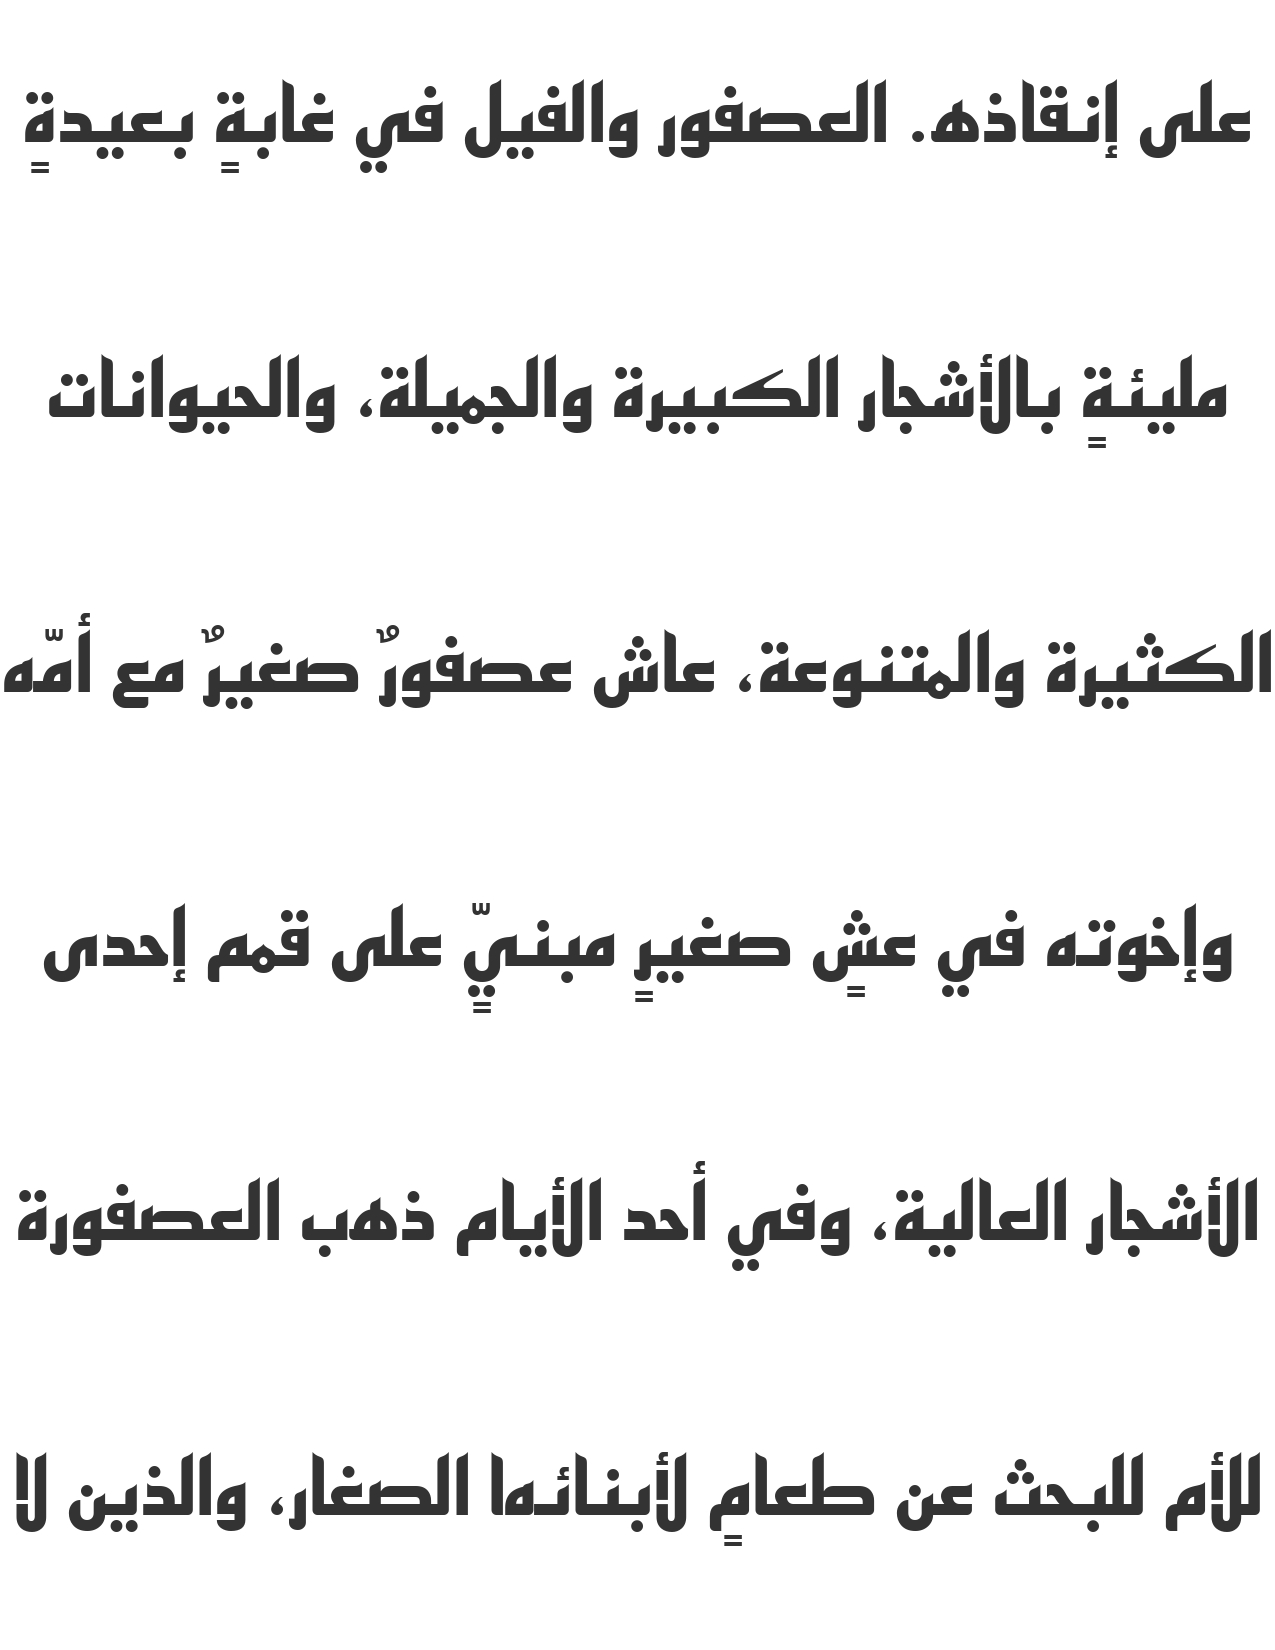 على إنقاذه. العصفور والفيل في غابةٍ بعيدةٍ
مليئةٍ بالأشجار الكبيرة والجميلة، والحيوانات
الكثيرة والمتنوعة، عاش عصفورٌ صغيرٌ مع أمّه
وإخوته في عشٍ صغيرٍ مبنيٍّ على قمم إحدى
الأشجار العالية، وفي أحد الأيام ذهب العصفورة
للأم للبحث عن طعامٍ لأبنائها الصغار، والذين لا